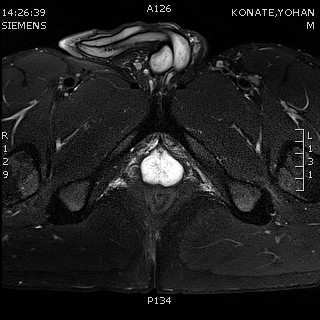 14:26:39
SIEMENS
A126
KONATE,YOHAN
M
R
1
2
9
L
1
3
1
P134